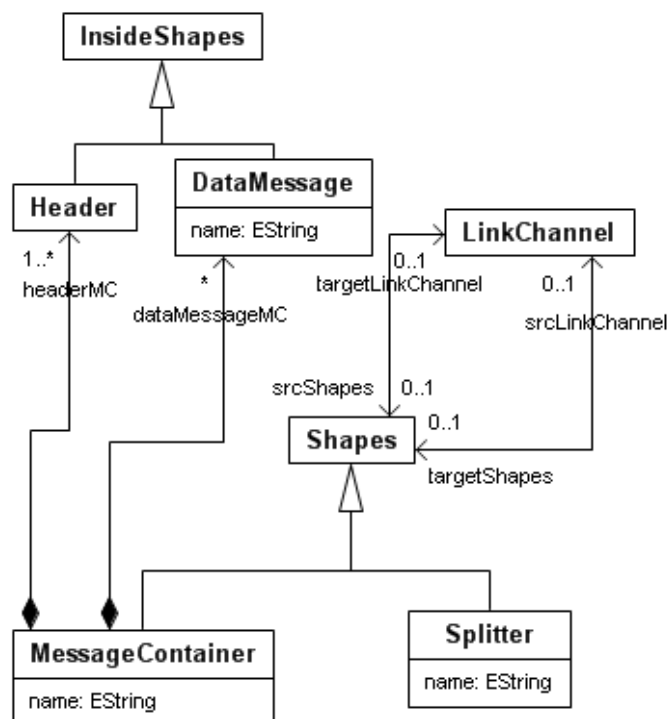 InsideShapes
DataMessage
Header
name: EString
LinkChannel
1..*
headerMC
*
dataMessageMC
0..1
targetLinkChannel
0..1
srcLinkChannel
srcShapes
0..1
0..1
Shapes
targetShapes
MessageContainer
name: EString
Splitter
name: EString